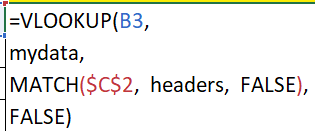 =VLOOKUP(B3,
mydata,
MATCH($C$2, headers, FALSE),
FALSE)